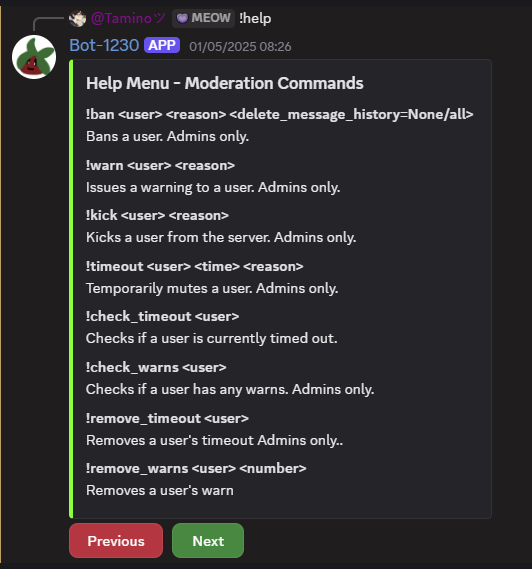 @Taminoツ MEOW !help
Bot-1230 APP 01/05/2025 08:26
Help Menu - Moderation Commands
!ban <user> <reason> <delete_message_history=None/all>
Bans a user. Admins only.
!warn <user> <reason>
Issues a warning to a user. Admins only.
!kick <user> <reason>
Kicks a user from the server. Admins only.
!timeout <user> <time> <reason>
Temporarily mutes a user. Admins only.
!check_timeout <user>
Checks if a user is currently timed out.
!check_warns <user>
Checks if a user has any warns. Admins only.
!remove_timeout <user>
Removes a user's timeout Admins only..
!remove_warns <user> <number>
Removes a user's warn
Previous Next